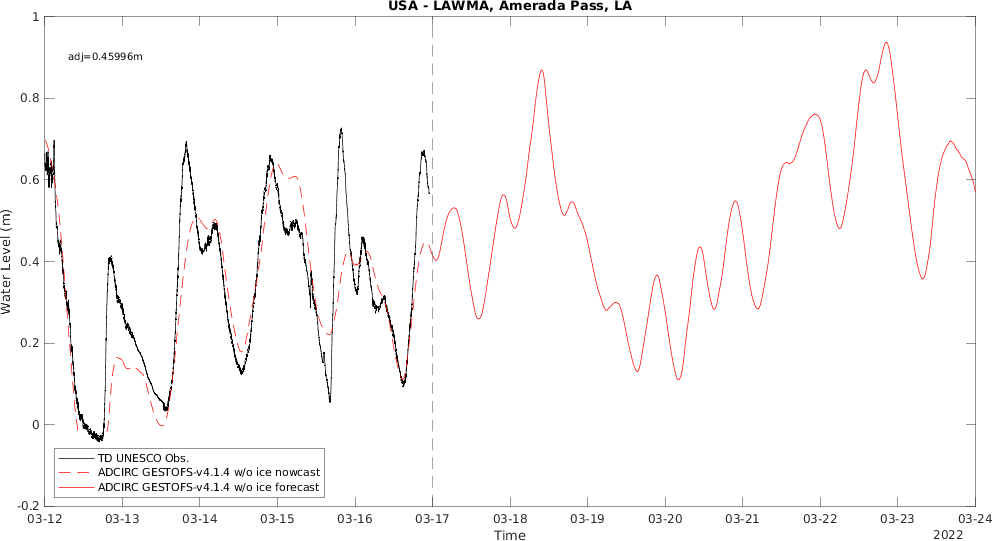 USA - LAWMA, Amerada Pass, LA
1
adj=0.45996m
0.8
0.6
0.4
0.2
0
-0.2
Water Level (m)
TD UNESCO Obs.
ADCIRC GESTOFS-v4.1.4 w/o ice nowcast
ADCIRC GESTOFS-v4.1.4 w/o ice forecast
03-12 03-13 03-14 03-15 03-16 03-17 03-18 03-19 03-20 03-21 03-22 03-23 03-24
Time
2022